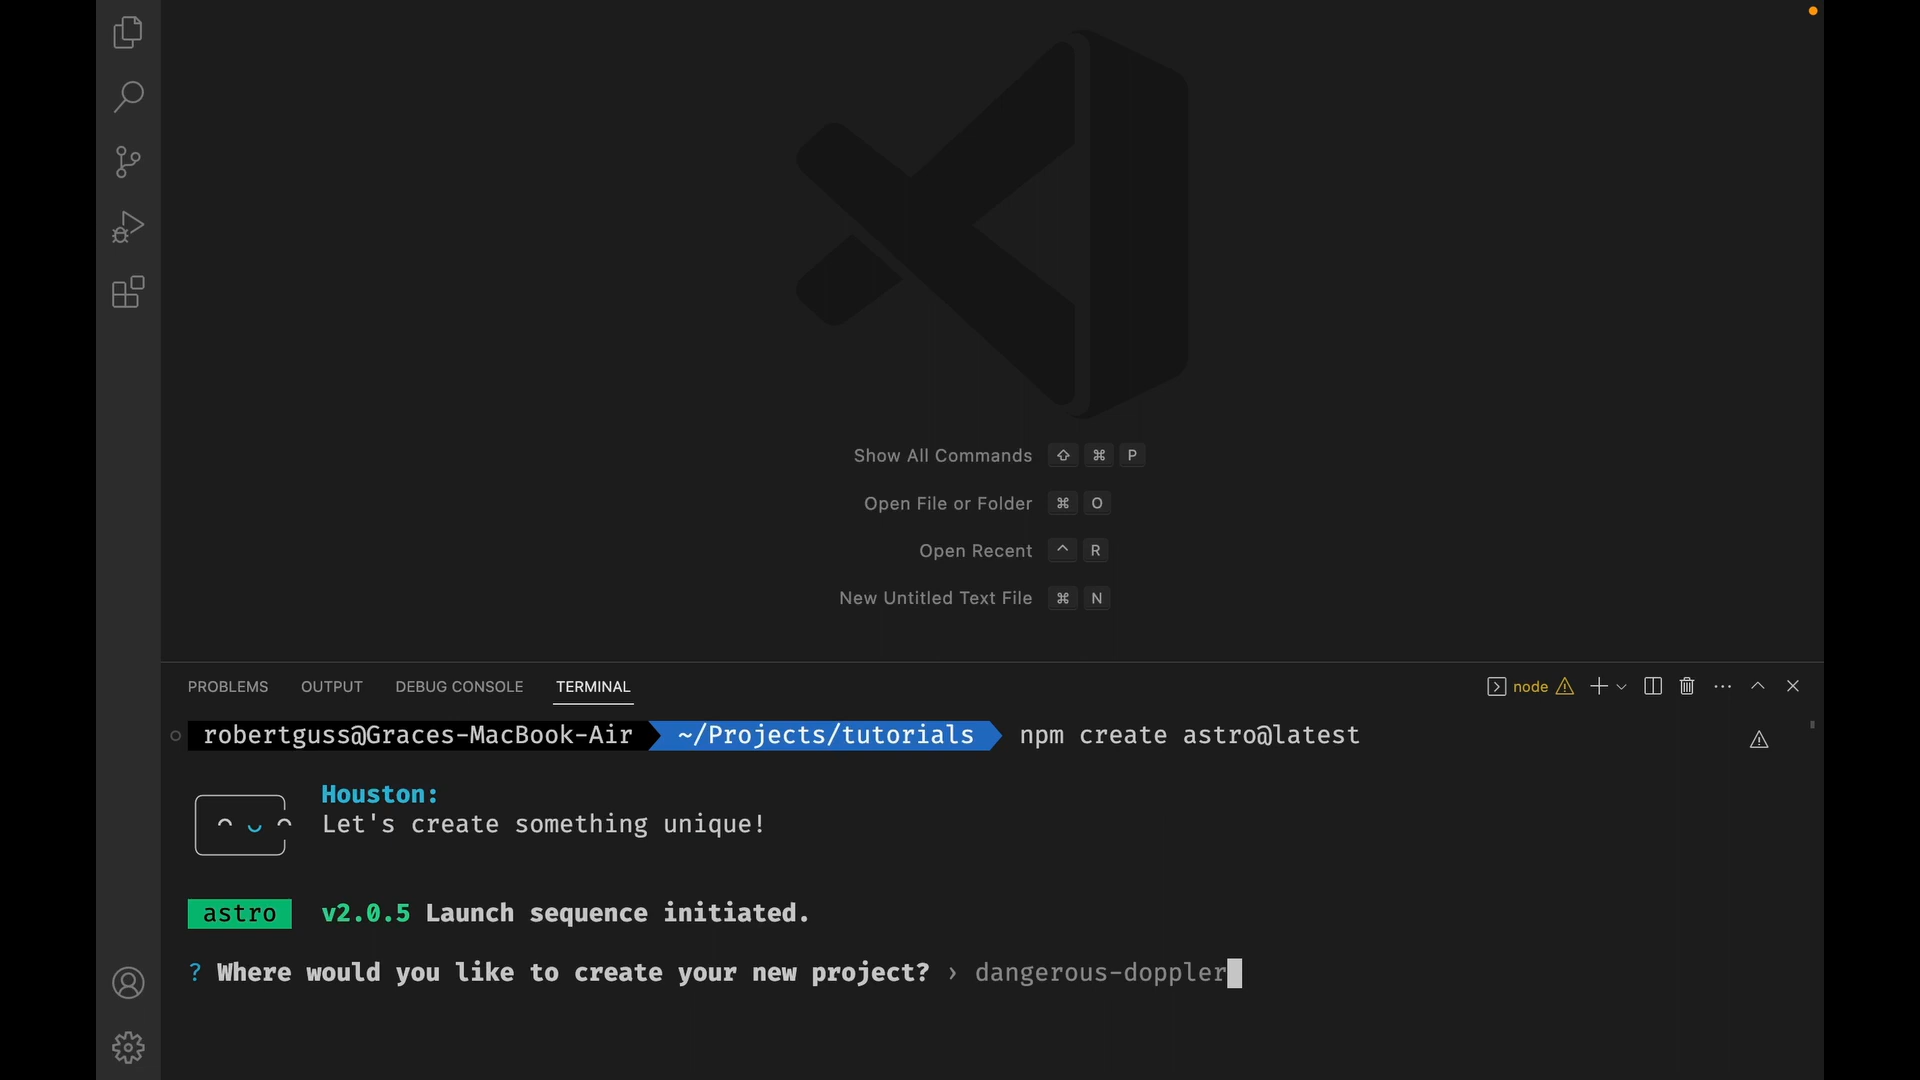 Show All Commands ⇧ ⌘ P
Open File or Folder ⌘ O
Open Recent ^ R
New Untitled Text File ⌘ N
PROBLEMS OUTPUT DEBUG CONSOLE TERMINAL node
robertguss@Graces-MacBook-Air ~/Projects/tutorials npm create astro@latest
Houston:
Let's create something unique!
astro v2.0.5 Launch sequence initiated.
? Where would you like to create your new project? › dangerous-doppler